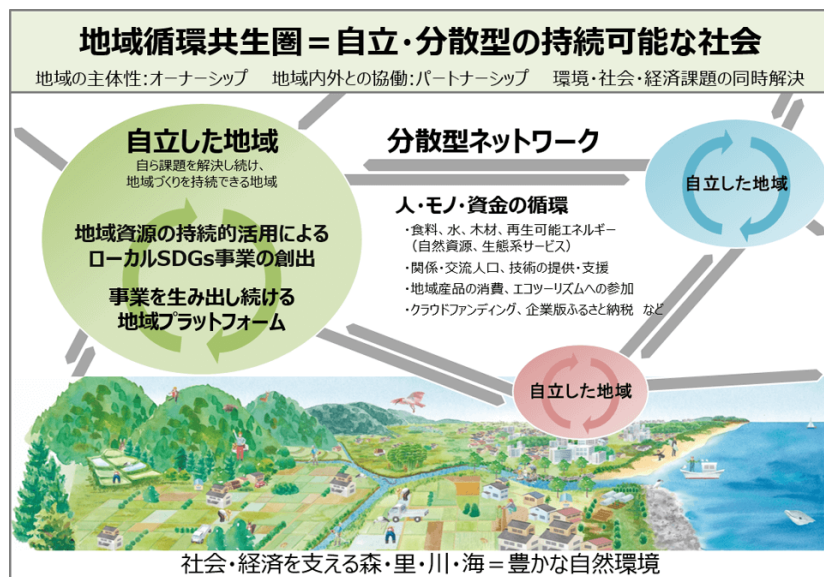 地域循環共生圏＝自立・分散型の持続可能な社会
地域の主体性：オーナーシップ　地域内外との協働：パートナーシップ　環境・社会・経済課題の同時解決
自立した地域
自ら課題を解決し続け、
地域づくりを持続できる地域
地域資源の持続的活用による
ローカルSDGs事業の創出
事業を生み出し続ける
地域プラットフォーム
分散型ネットワーク
人・モノ・資金の循環
・食料、水、木材、再生可能エネルギー
（自然資源、生態系サービス）
・関係・交流人口、技術の提供・支援
・地域産品の消費、エコツーリズムへの参加
・クラウドファンディング、企業版ふるさと納税　など
自立した地域
自立した地域
社会・経済を支える森・里・川・海＝豊かな自然環境